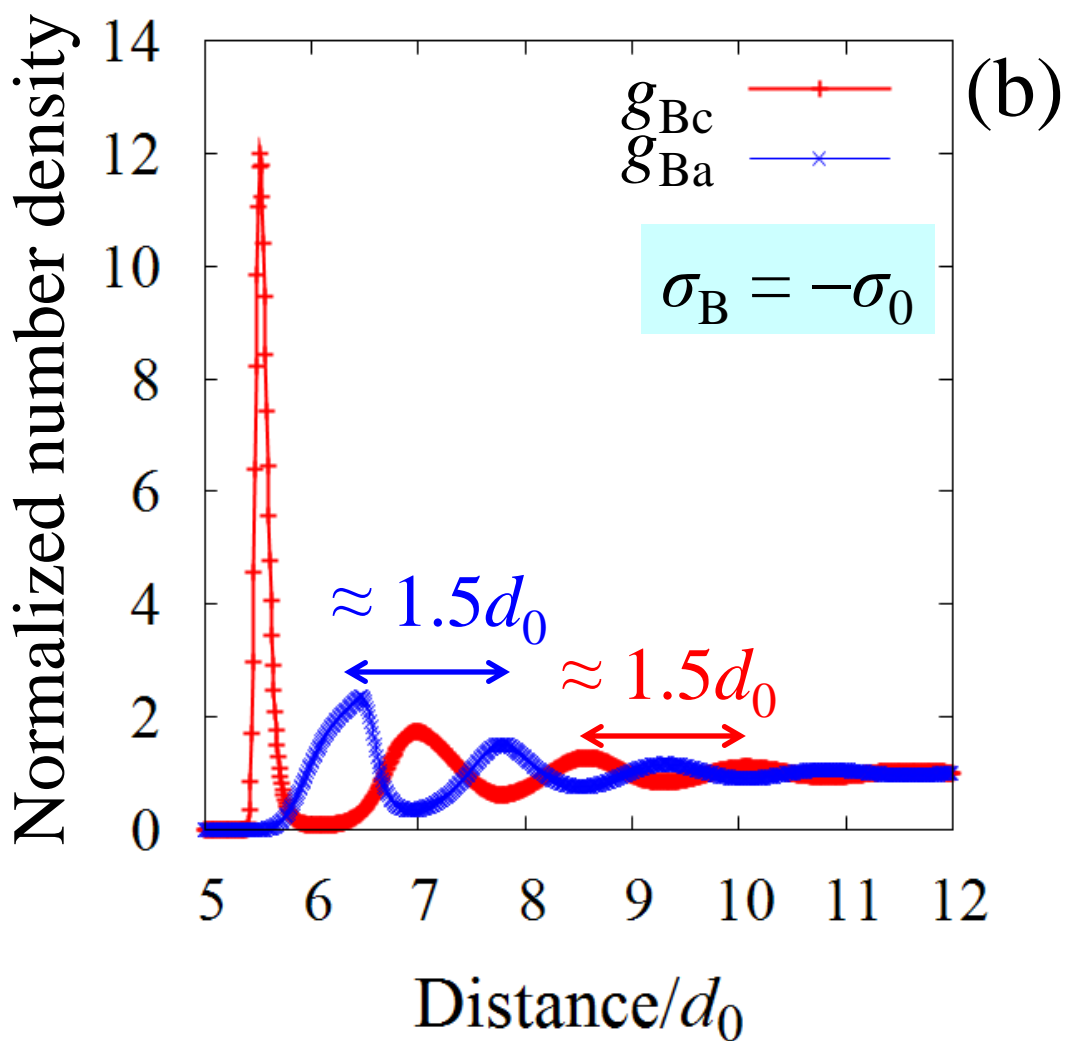 (b)
Normalized number density
14
12
10
8
6
4
2
0
g_Bc
g_Ba
σ_B = −σ_0
≈ 1.5d_0
≈ 1.5d_0
5 6 7 8 9 10 11 12
Distance/d_0